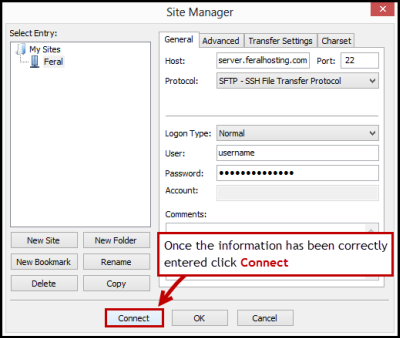 Site Manager
Select Entry:
My Sites
Feral
New Site
New Folder
New Bookmark
Rename
Delete
Copy
General
Advanced
Transfer Settings
Charset
Host:
server.feralhosting.com
Port:
22
Protocol:
SFTP - SSH File Transfer Protocol
Logon Type:
Normal
User:
username
Password:
●●●●●●●●●●●●●●
Account:
Comments:
Once the information has been correctly
entered click Connect
Connect
OK
Cancel